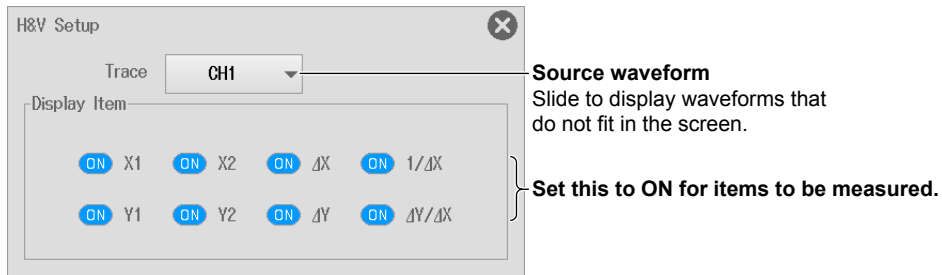 H&V Setup
Trace CH1
Source waveform
Slide to display waveforms that
do not fit in the screen.
Display Item
ON X1 ON X2 ON ΔX ON 1/ΔX
Set this to ON for items to be measured.
ON Y1 ON Y2 ON ΔY ON ΔY/ΔX